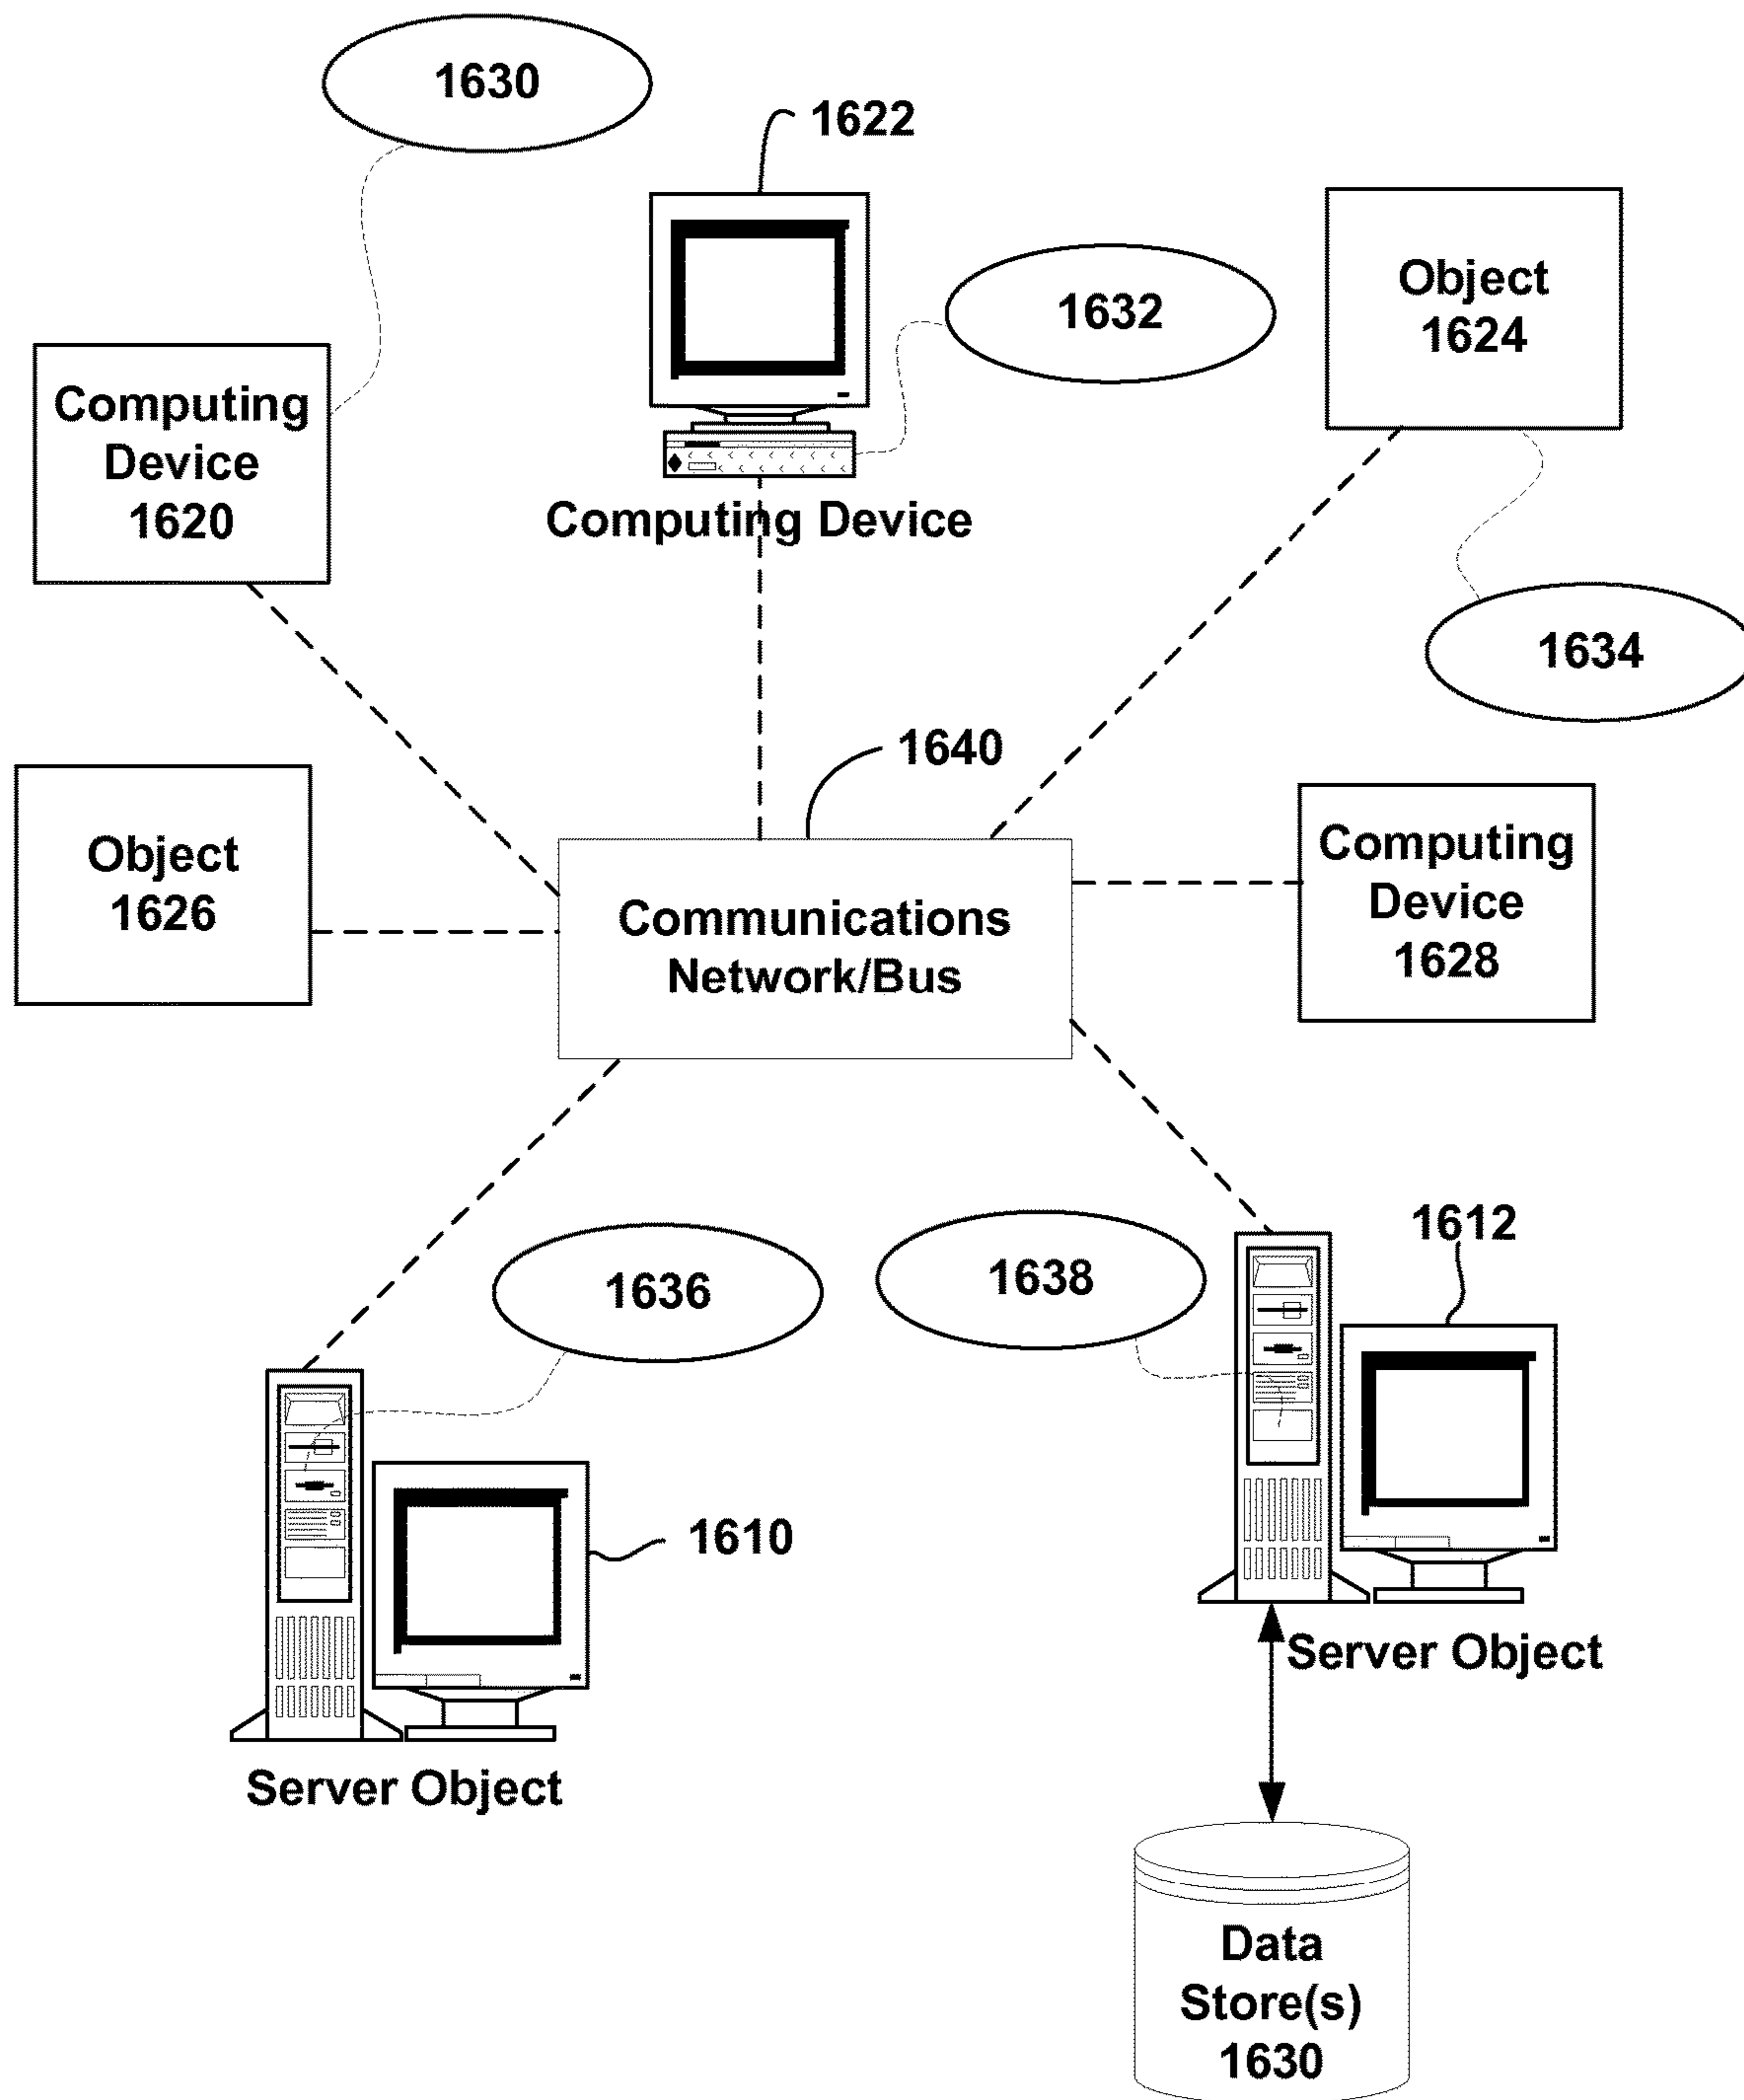 1630
1622
Object
1624
1632
Computing
Device
1620
Computing Device
1634
1640
Object
1626
Computing
Device
1628
Communications
Network/Bus
1612
1638
1636
1610
Server Object
Server Object
Data
Store(s)
1630